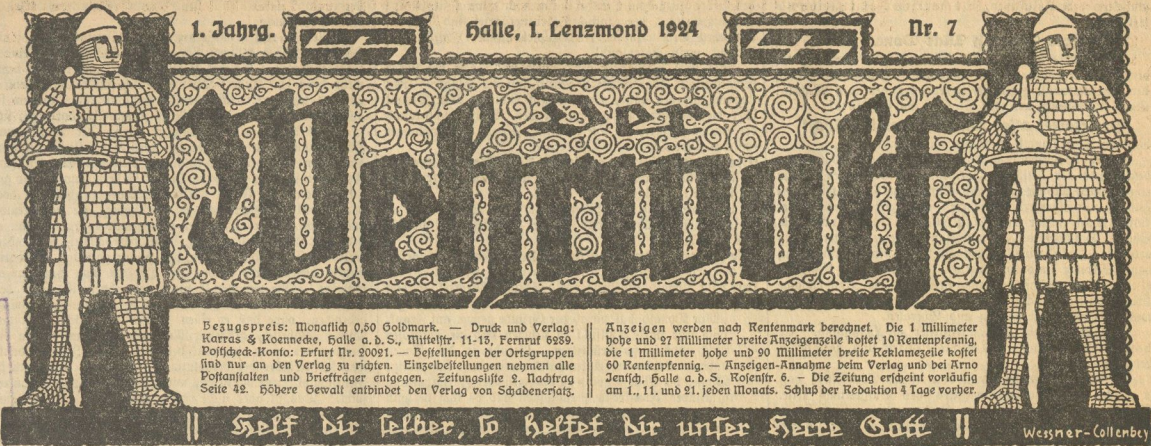 1. Jahrg.
Halle, 1. Lenzmond 1924
Nr. 7
Der
Wehrwolf
Bezugspreis: Monatlich 0,50 Goldmark. — Druck und Verlag:
Karras & Koennecke, Halle a. d. S., Mittelstr. 11-13, Fernruf 6239.
Postscheck-Konto: Erfurt Nr. 20021. — Bestellungen der Ortsgruppen
sind nur an den Verlag zu richten. Einzelbestellungen nehmen alle
Postanstalten und Briefträger entgegen. Zeitungsliste 2. Nachtrag
Seite 42. Höhere Gewalt entbindet den Verlag von Schadenersatz.
Anzeigen werden nach Rentenmark berechnet. Die 1 Millimeter
hohe und 27 Millimeter breite Anzeigenzeile kostet 10 Rentenpfennig,
die 1 Millimeter hohe und 90 Millimeter breite Reklamezeile kostet
60 Rentenpfennig. — Anzeigen-Annahme beim Verlag und bei Arno
Jentsch, Halle a. d. S., Rosenstr. 6. — Die Zeitung erscheint vorläufig
am 1., 11. und 21. jeden Monats. Schluß der Redaktion 4 Tage vorher.
Helf dir selber, so helfet dir unser Herre Gott
Wessner-Collenbey